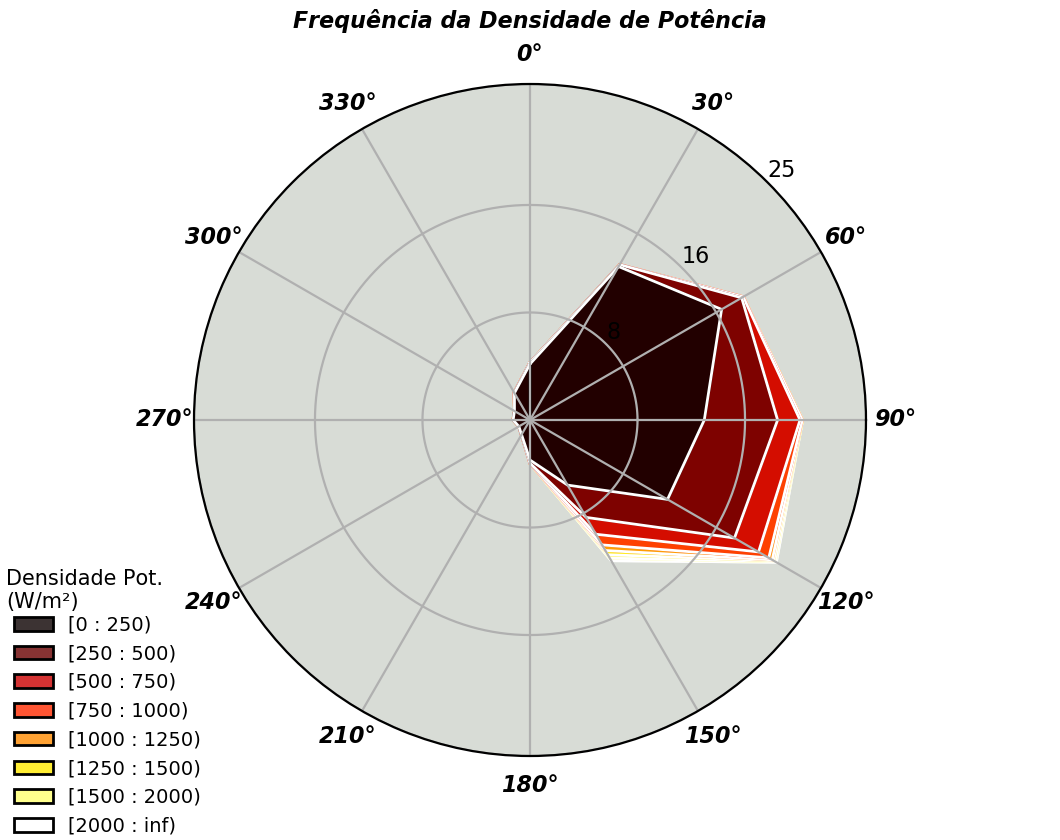 Frequência da Densidade de Potência
0°
330°
30°
25
300°
60°
16
8
270°
90°
240°
120°
210°
150°
180°
Densidade Pot.
(W/m²)
[0 : 250)
[250 : 500)
[500 : 750)
[750 : 1000)
[1000 : 1250)
[1250 : 1500)
[1500 : 2000)
[2000 : inf)